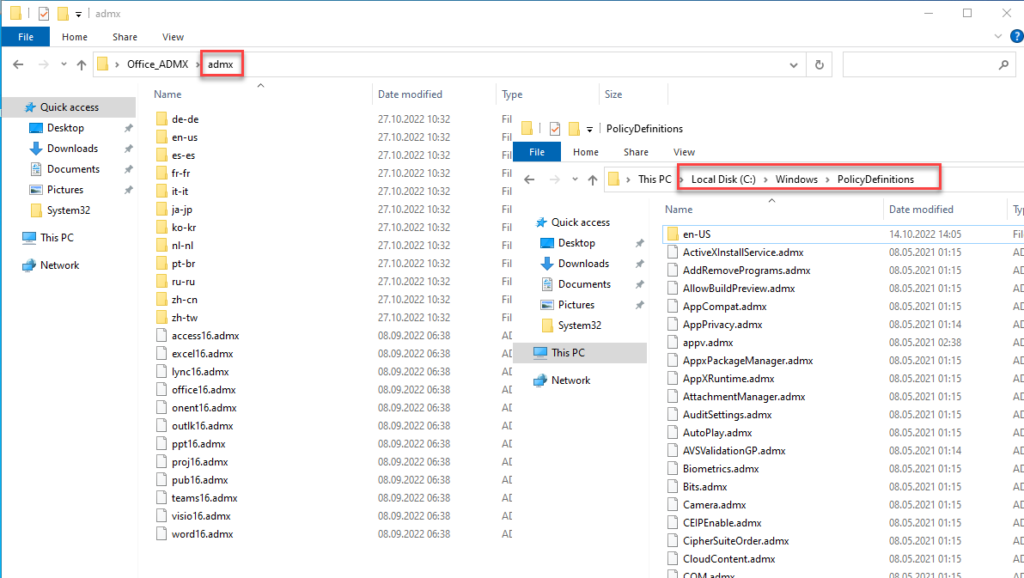 admx
File Home Share View
Office_ADMX admx
Name Date modified Type Size
Quick access
Desktop
Downloads
Documents
Pictures
System32
This PC
Network
de-de 27.10.2022 10:32 Fil
en-us 27.10.2022 10:32 Fil
es-es 27.10.2022 10:32 Fil
fr-fr 27.10.2022 10:32 Fil
it-it 27.10.2022 10:32 Fil
ja-jp 27.10.2022 10:32 Fil
ko-kr 27.10.2022 10:32 Fil
nl-nl 27.10.2022 10:32 Fil
pt-br 27.10.2022 10:32 Fil
ru-ru 27.10.2022 10:32 Fil
zh-cn 27.10.2022 10:32 Fil
zh-tw 27.10.2022 10:32 Fil
access16.admx 08.09.2022 06:38 AD
excel16.admx 08.09.2022 06:38 AD
lync16.admx 08.09.2022 06:38 AD
office16.admx 08.09.2022 06:38 AD
onent16.admx 08.09.2022 06:38 AD
outlk16.admx 08.09.2022 06:38 AD
ppt16.admx 08.09.2022 06:38 AD
proj16.admx 08.09.2022 06:38 AD
pub16.admx 08.09.2022 06:38 AD
teams16.admx 08.09.2022 06:38 AD
visio16.admx 08.09.2022 06:38 AD
word16.admx 08.09.2022 06:38 AD
PolicyDefinitions
File Home Share View
This PC Local Disk (C:) Windows PolicyDefinitions
Name Date modified Ty
Quick access
Desktop
Downloads
Documents
Pictures
System32
This PC
Network
en-US 14.10.2022 14:05 Fil
ActiveXInstallService.admx 08.05.2021 01:15 AD
AddRemovePrograms.admx 08.05.2021 01:15 AD
AllowBuildPreview.admx 08.05.2021 01:15 AD
AppCompat.admx 08.05.2021 01:15 AD
AppPrivacy.admx 08.05.2021 01:14 AD
appv.admx 08.05.2021 02:38 AD
AppxPackageManager.admx 08.05.2021 01:15 AD
AppXRuntime.admx 08.05.2021 01:15 AD
AttachmentManager.admx 08.05.2021 01:15 AD
AuditSettings.admx 08.05.2021 01:15 AD
AutoPlay.admx 08.05.2021 01:15 AD
AVSValidationGP.admx 08.05.2021 01:14 AD
Biometrics.admx 08.05.2021 01:15 AD
Bits.admx 08.05.2021 01:15 AD
Camera.admx 08.05.2021 01:15 AD
CEIPEnable.admx 08.05.2021 01:15 AD
CipherSuiteOrder.admx 08.05.2021 01:15 AD
CloudContent.admx 08.05.2021 01:15 AD
COM.admx 08.05.2021 01:15 AD